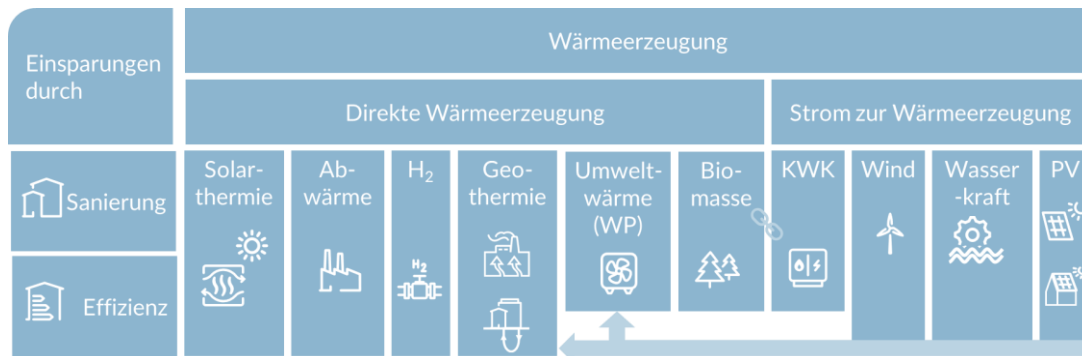 Einsparungen
durch
Wärmeerzeugung
Direkte Wärmeerzeugung
Strom zur Wärmeerzeugung
Sanierung
Effizienz
Solar-
thermie
Ab-
wärme
H₂
H₂
Geo-
thermie
Umwelt-
wärme
(WP)
Bio-
masse
KWK
Wind
Wasser
-kraft
PV